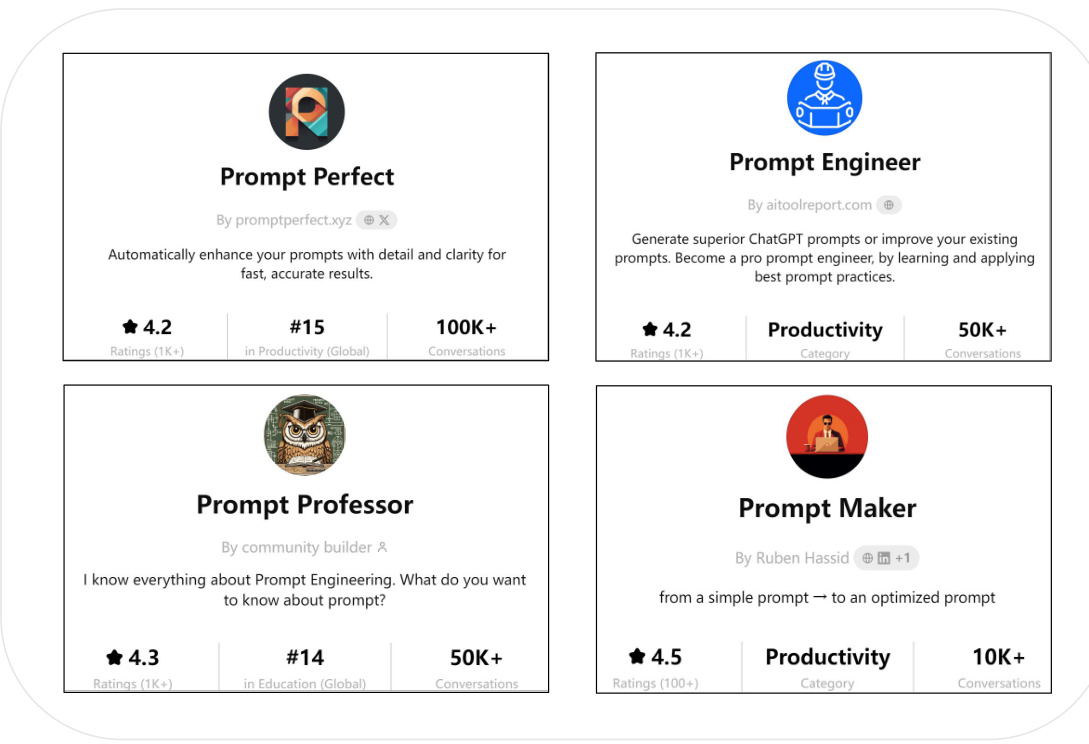 Prompt Perfect
By promptperfect.xyz
Automatically enhance your prompts with detail and clarity for
fast, accurate results.
4.2
#15
100K+
Ratings (1K+)
in Productivity (Global)
Conversations
Prompt Engineer
By aitoolreport.com
Generate superior ChatGPT prompts or improve your existing
prompts. Become a pro prompt engineer, by learning and applying
best prompt practices.
4.2
Productivity
50K+
Ratings (1K+)
Category
Conversations
Prompt Professor
By community builder
I know everything about Prompt Engineering. What do you want
to know about prompt?
4.3
#14
50K+
Ratings (1K+)
in Education (Global)
Conversations
Prompt Maker
By Ruben Hassid in +1
from a simple prompt → to an optimized prompt
4.5
Productivity
10K+
Ratings (100+)
Category
Conversations